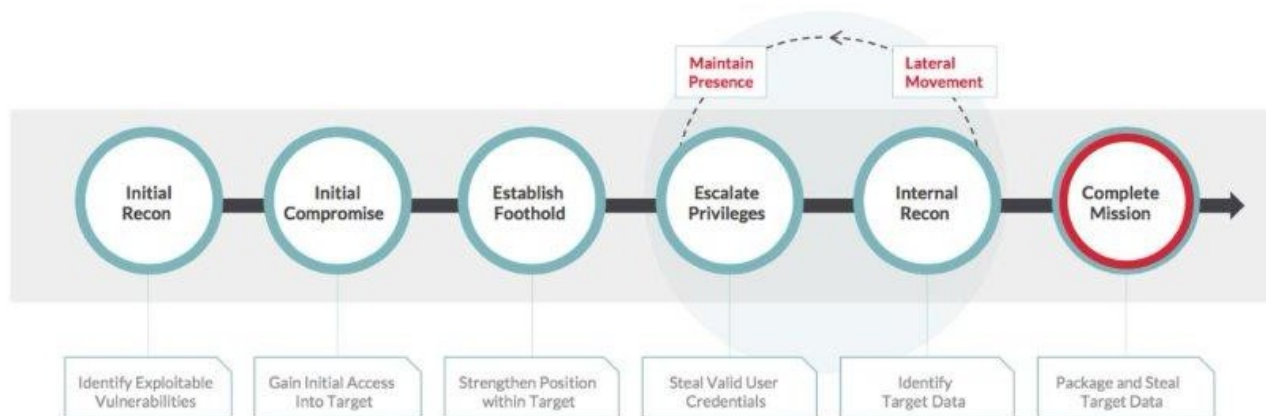 Maintain
Presence
Lateral
Movement
Initial
Recon
Initial
Compromise
Establish
Foothold
Escalate
Privileges
Internal
Recon
Complete
Mission
Identify Exploitable
Vulnerabilities
Gain Initial Access
Into Target
Strengthen Position
within Target
Steal Valid User
Credentials
Identify
Target Data
Package and Steal
Target Data